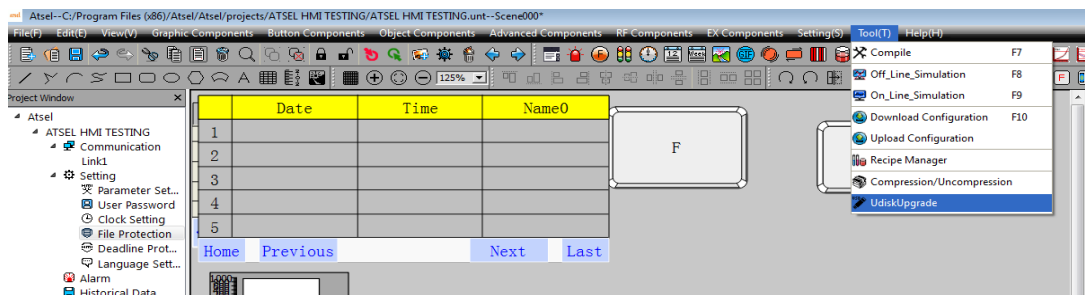 Atsel--C:/Program Files (x86)/Atsel/Atsel/projects/ATSEL HMI TESTING/ATSEL HMI TESTING.unt--Scene000*
File(F) Edit(E) View(V) Graphic Components Button Components Object Components Advanced Components RF Components EX Components Setting(S) Tool(T) Help(H)
125%
Project Window
Atsel
ATSEL HMI TESTING
Communication
Link1
Setting
Parameter Set...
User Password
Clock Setting
File Protection
Deadline Prot...
Language Sett...
Alarm
Historical Data
Date Time Name0
1
2
3
4
5
Home Previous Next Last
F
Compile F7
Off_Line_Simulation F8
On_Line_Simulation F9
Download Configuration F10
Upload Configuration
Recipe Manager
Compression/Uncompression
UdiskUpgrade